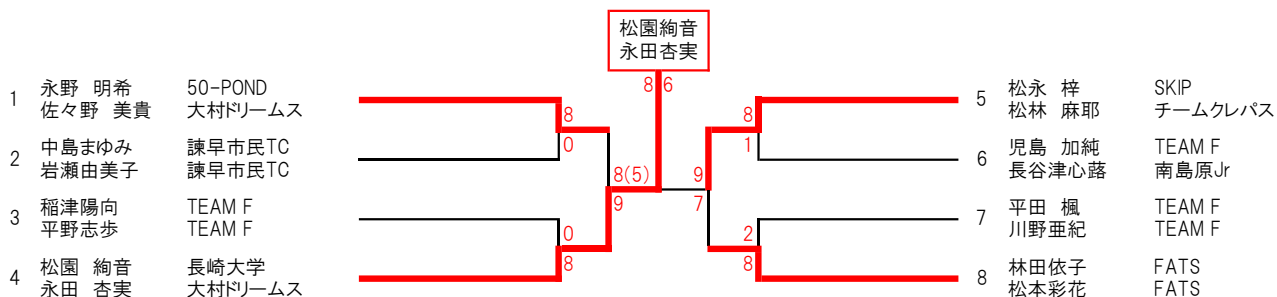 松園絢音
永田杏実
8 6
1 永野 明希 50-POND
佐々野 美貴 大村ドリームス
8
0
2 中島まゆみ 諫早市民TC
岩瀬由美子 諫早市民TC
8(5)
9
3 稲津陽向 TEAM F
平野志歩 TEAM F
0
8
4 松園 絢音 長崎大学
永田 杏実 大村ドリームス
5 松永 梓 SKIP
松林 麻耶 チームクレパス
8
1
6 児島 加純 TEAM F
長谷津心蕗 南島原Jr
9
7
7 平田 楓 TEAM F
川野亜紀 TEAM F
2
8
8 林田依子 FATS
松本彩花 FATS